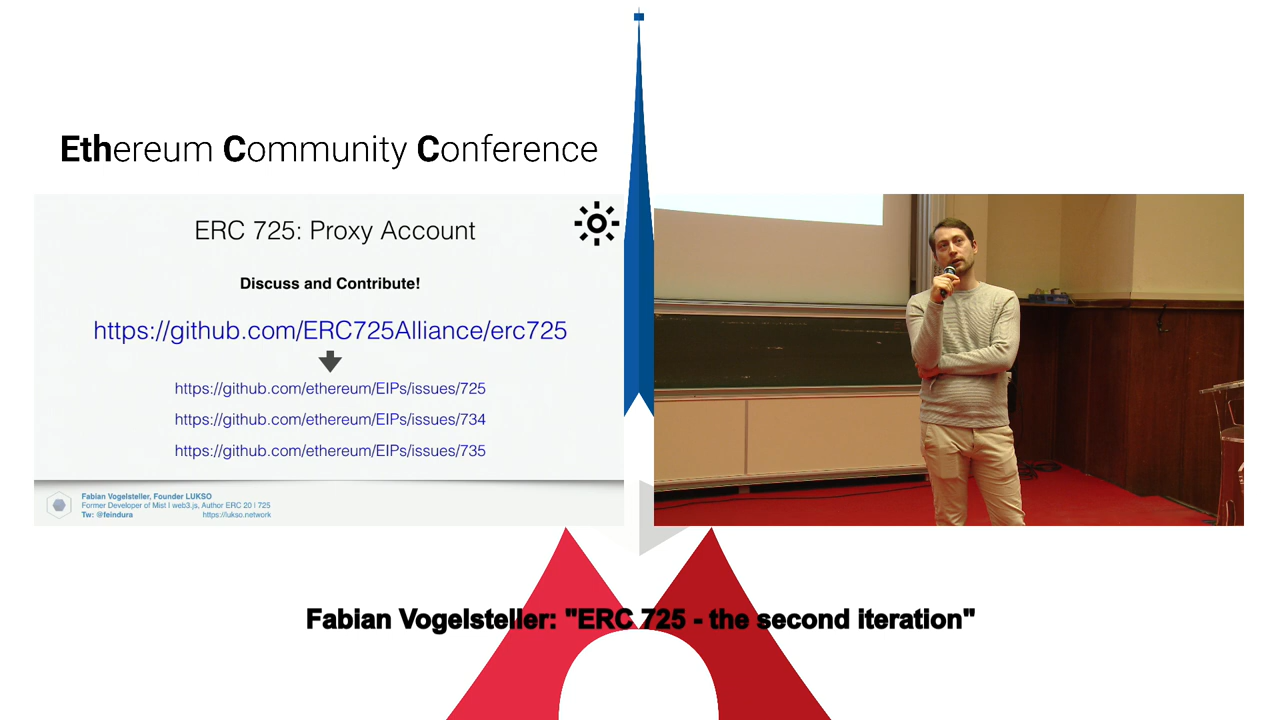 Ethereum Community Conference
ERC 725: Proxy Account
Discuss and Contribute!
https://github.com/ERC725Alliance/erc725
https://github.com/ethereum/EIPs/issues/725
https://github.com/ethereum/EIPs/issues/734
https://github.com/ethereum/EIPs/issues/735
Fabian Vogelsteller, Founder LUKSO
Former Developer of Mist I web3.js, Author ERC 20 I 725
Tw: @feindura https://lukso.network
Fabian Vogelsteller: "ERC 725 - the second iteration"